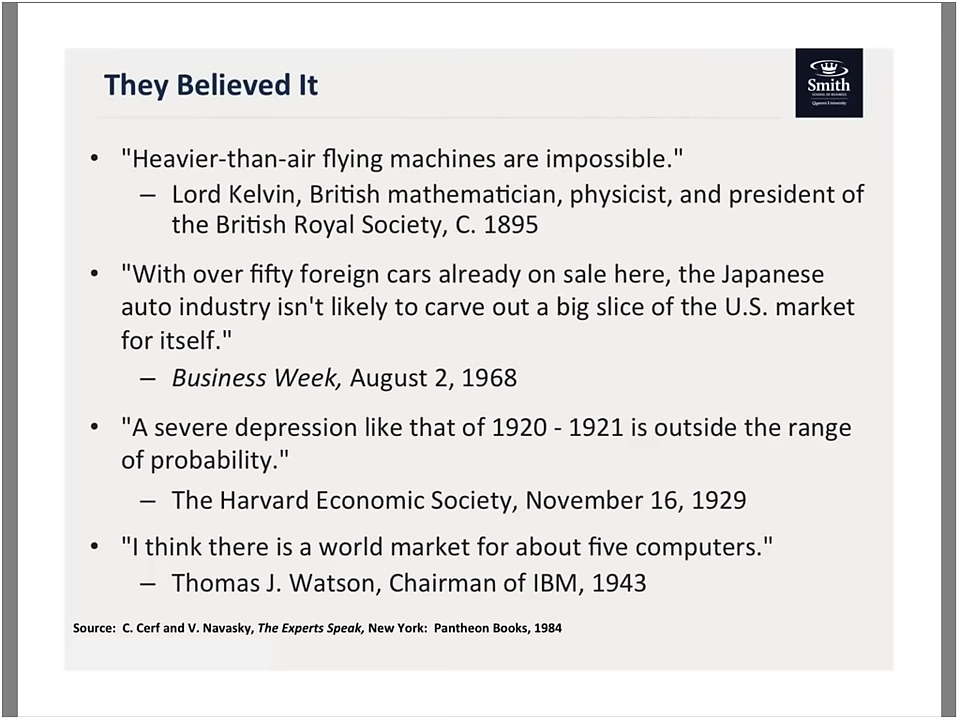 They Believed It
Smith
SCHOOL OF BUSINESS
Queen's University
• "Heavier-than-air flying machines are impossible."
– Lord Kelvin, British mathematician, physicist, and president of
the British Royal Society, C. 1895
• "With over fifty foreign cars already on sale here, the Japanese
auto industry isn't likely to carve out a big slice of the U.S. market
for itself."
– Business Week, August 2, 1968
• "A severe depression like that of 1920 - 1921 is outside the range
of probability."
– The Harvard Economic Society, November 16, 1929
• "I think there is a world market for about five computers."
– Thomas J. Watson, Chairman of IBM, 1943
Source: C. Cerf and V. Navasky, The Experts Speak, New York: Pantheon Books, 1984